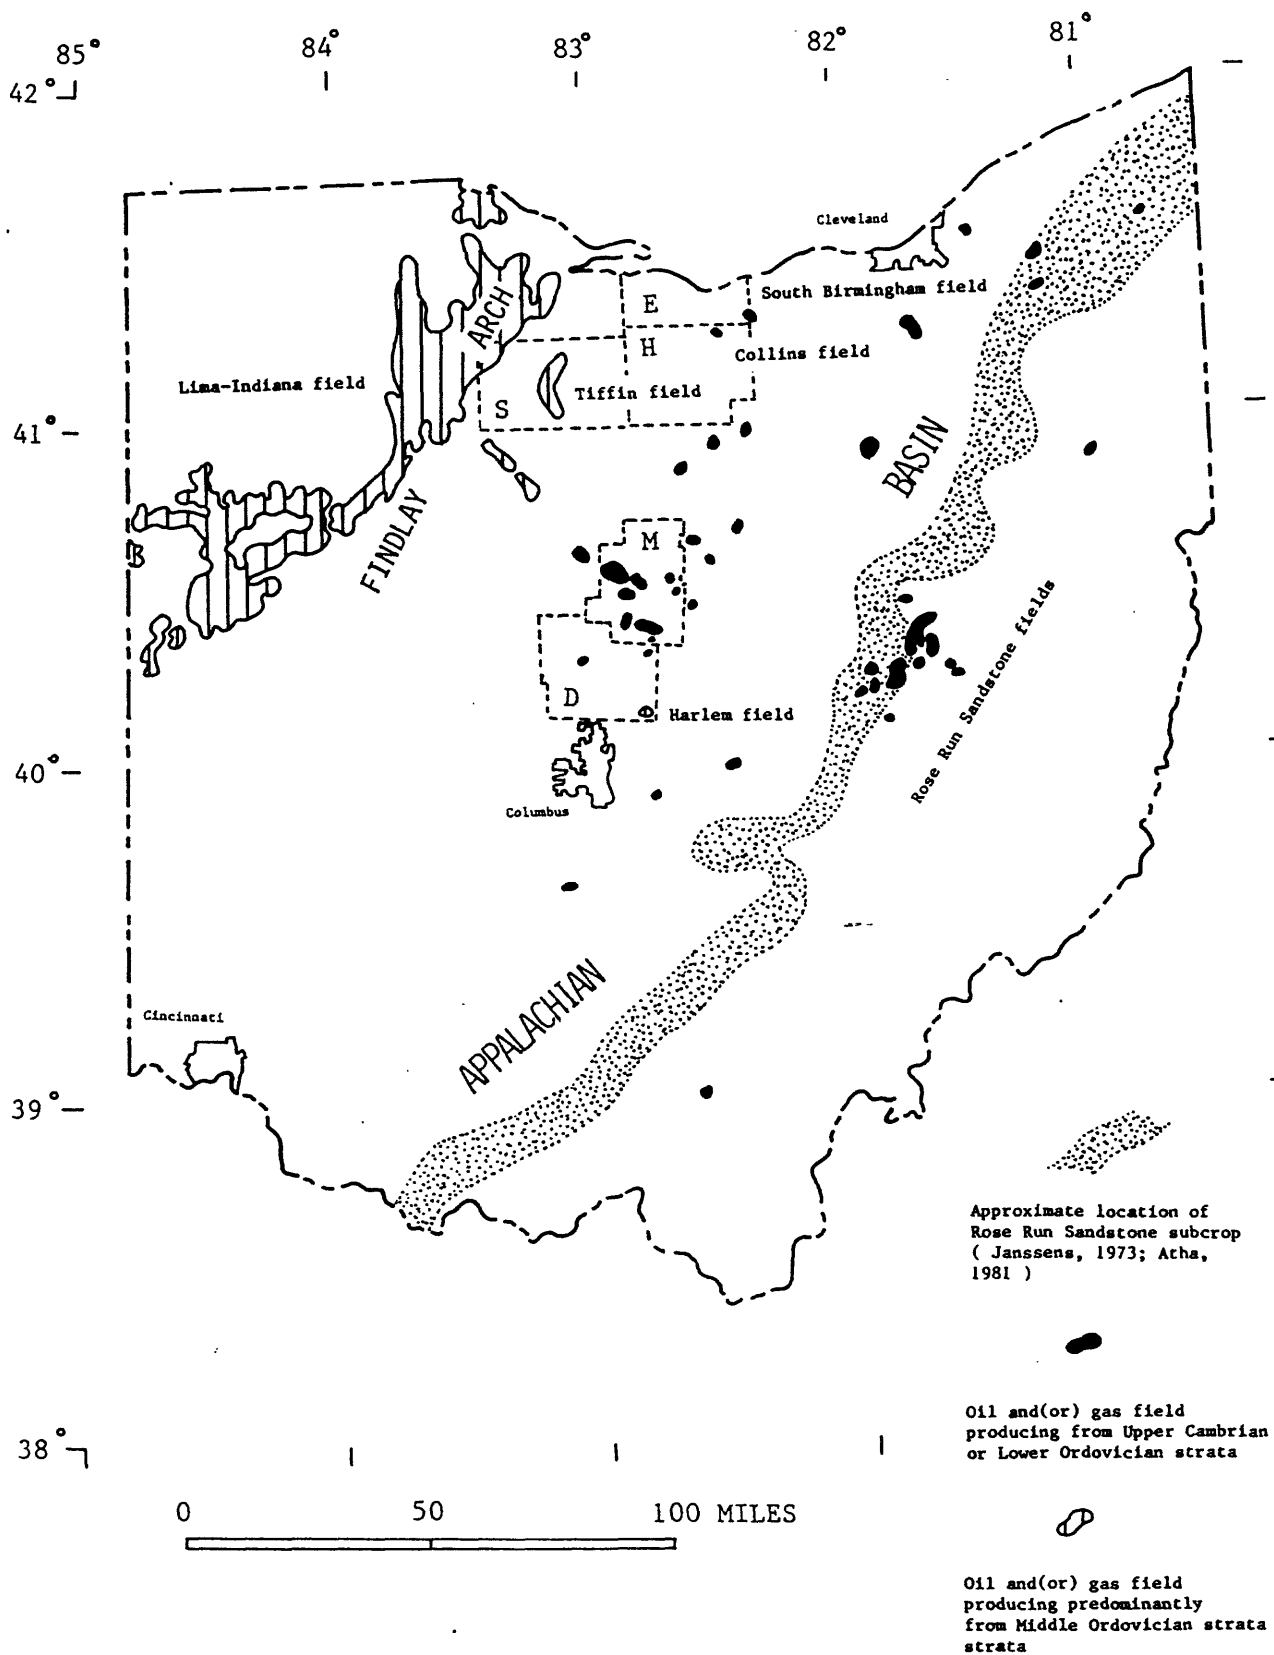 85°
84°
83°
82°
81°
42°
Cleveland
South Birmingham field
E
ARCH
H
Collins field
Lima-Indiana field
Tiffin field
S
41°
BASIN
FINDLAY
M
Rose Run Sandstone fields
D
Harlem field
40°
Columbus
APPALACHIAN
Cincinnati
39°
Approximate location of
Rose Run Sandstone subcrop
( Janssens, 1973; Atha,
1981 )
Oil and(or) gas field
producing from Upper Cambrian
or Lower Ordovician strata
38°
0 50 100 MILES
Oil and(or) gas field
producing predominantly
from Middle Ordovician strata
strata